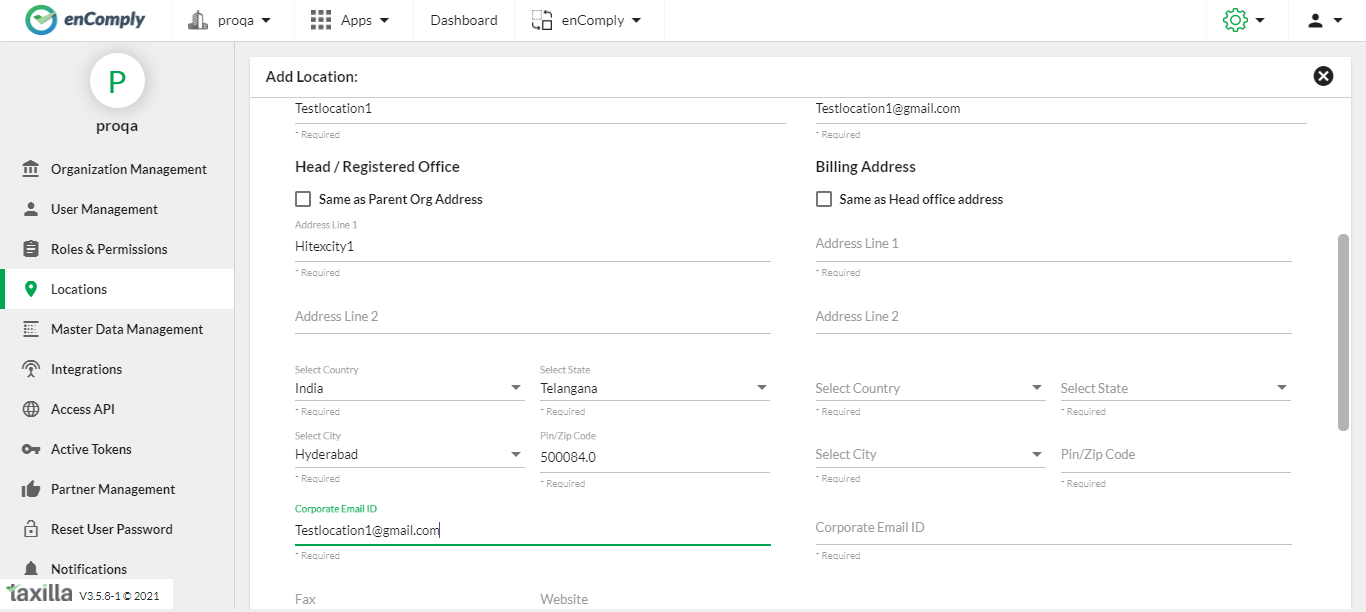 enComply
proqa
Apps
Dashboard
enComply
P
proqa
Organization Management
User Management
Roles & Permissions
Locations
Master Data Management
Integrations
Access API
Active Tokens
Partner Management
Reset User Password
Notifications
taxilla V3.5.8-1 © 2021
Add Location:
Testlocation1
* Required
Testlocation1@gmail.com
* Required
Head / Registered Office
Same as Parent Org Address
Address Line 1
Hitexcity1
* Required
Address Line 2
Select Country
India
* Required
Select State
Telangana
* Required
Select City
Hyderabad
* Required
Pin/Zip Code
500084.0
* Required
Corporate Email ID
Testlocation1@gmail.com
* Required
Fax
Website
Billing Address
Same as Head office address
Address Line 1
* Required
Address Line 2
Select Country
* Required
Select State
* Required
Select City
* Required
Pin/Zip Code
* Required
Corporate Email ID
* Required